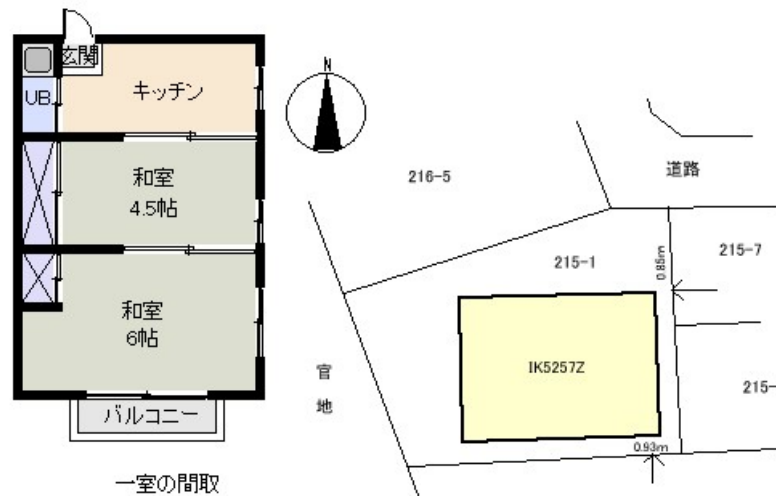 玄関
UB
キッチン
和室
4.5帖
和室
6帖
バルコニー
一室の間取
N
216-5
道路
215-1
0.85m
215-7
IK5257Z
官
地
215-
0.93m